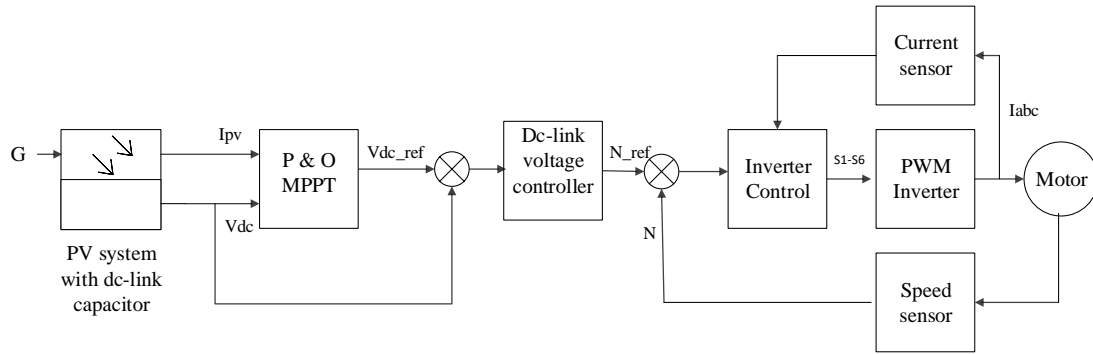 G
Ipv
Vdc
PV system
with dc-link
capacitor
P & O
MPPT
Vdc_ref
Dc-link
voltage
controller
N_ref
N
Inverter
Control
S1-S6
PWM
Inverter
Current
sensor
Iabc
Motor
Speed
sensor